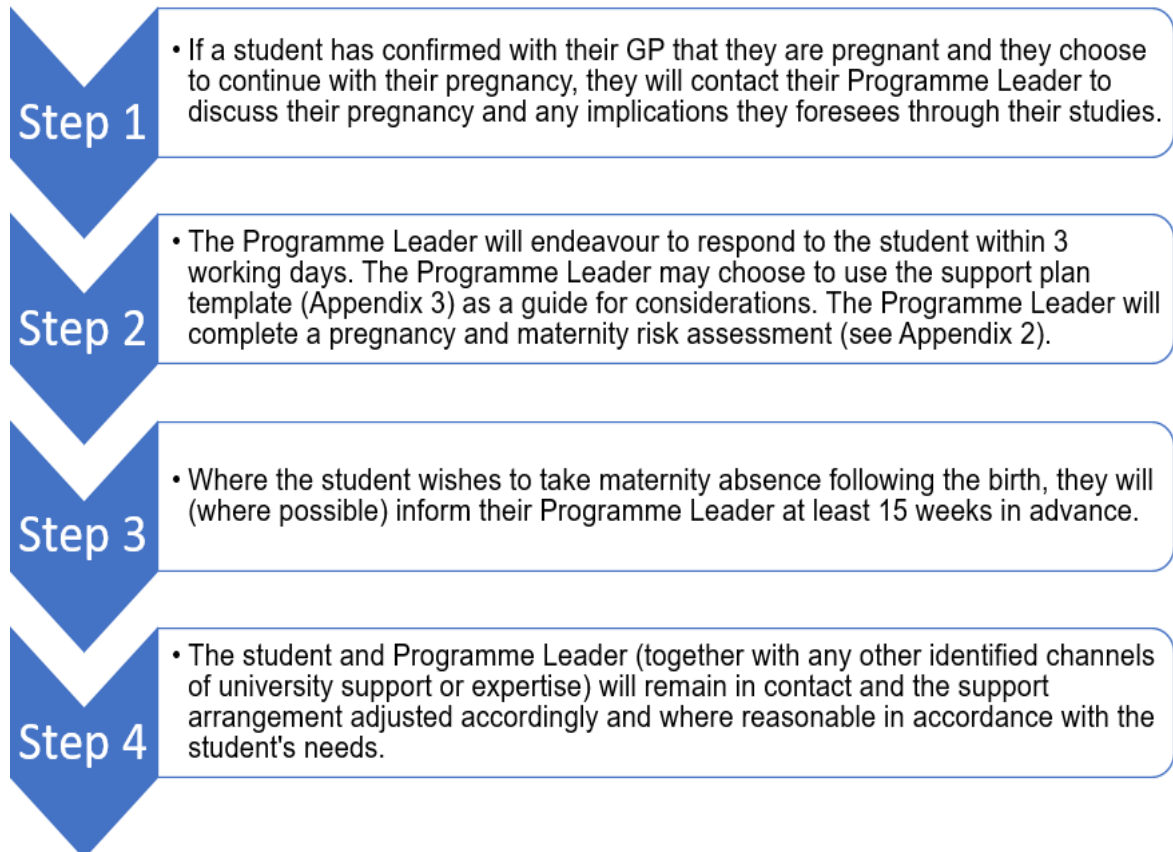 Step 1
• If a student has confirmed with their GP that they are pregnant and they choose
to continue with their pregnancy, they will contact their Programme Leader to
discuss their pregnancy and any implications they foresees through their studies.
Step 2
• The Programme Leader will endeavour to respond to the student within 3
working days. The Programme Leader may choose to use the support plan
template (Appendix 3) as a guide for considerations. The Programme Leader will
complete a pregnancy and maternity risk assessment (see Appendix 2).
Step 3
• Where the student wishes to take maternity absence following the birth, they will
(where possible) inform their Programme Leader at least 15 weeks in advance.
Step 4
• The student and Programme Leader (together with any other identified channels
of university support or expertise) will remain in contact and the support
arrangement adjusted accordingly and where reasonable in accordance with the
student's needs.